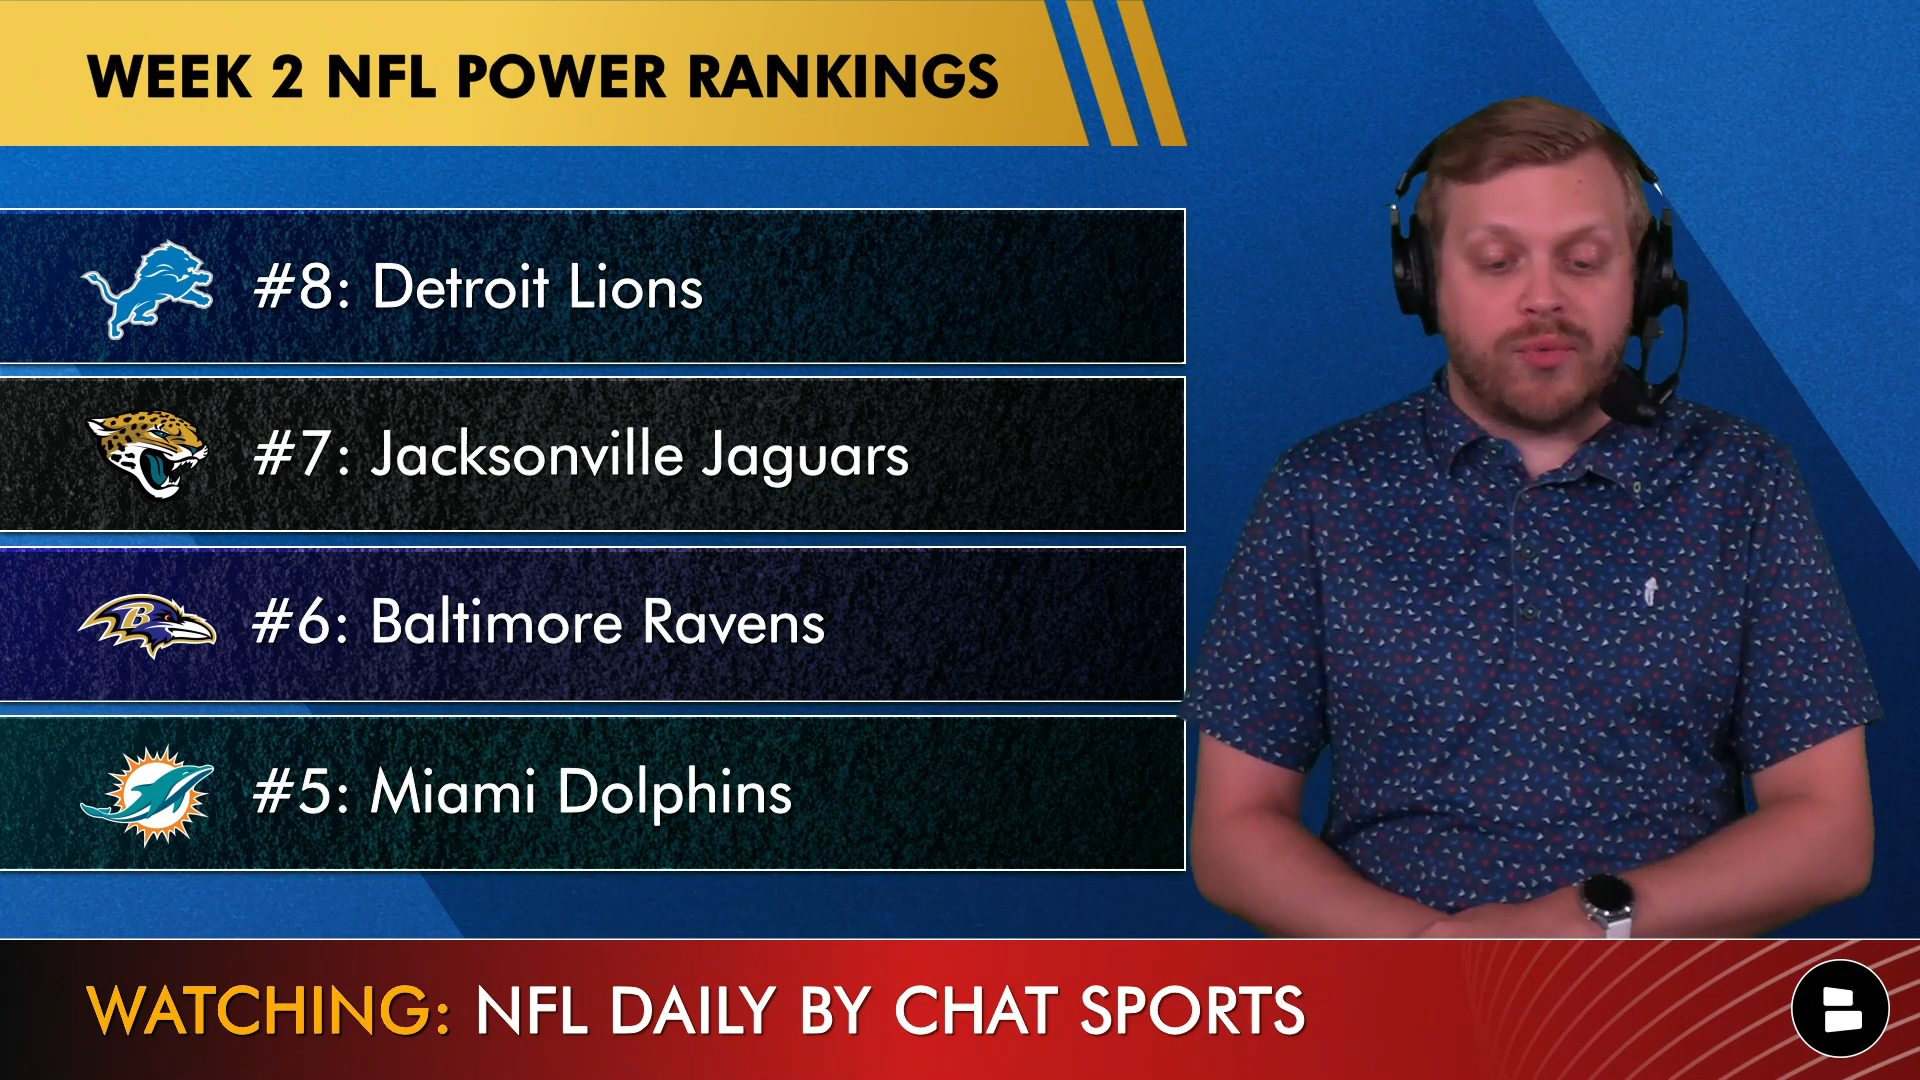 WEEK 2 NFL POWER RANKINGS
#8: Detroit Lions
#7: Jacksonville Jaguars
B
#6: Baltimore Ravens
#5: Miami Dolphins
WATCHING: NFL DAILY BY CHAT SPORTS